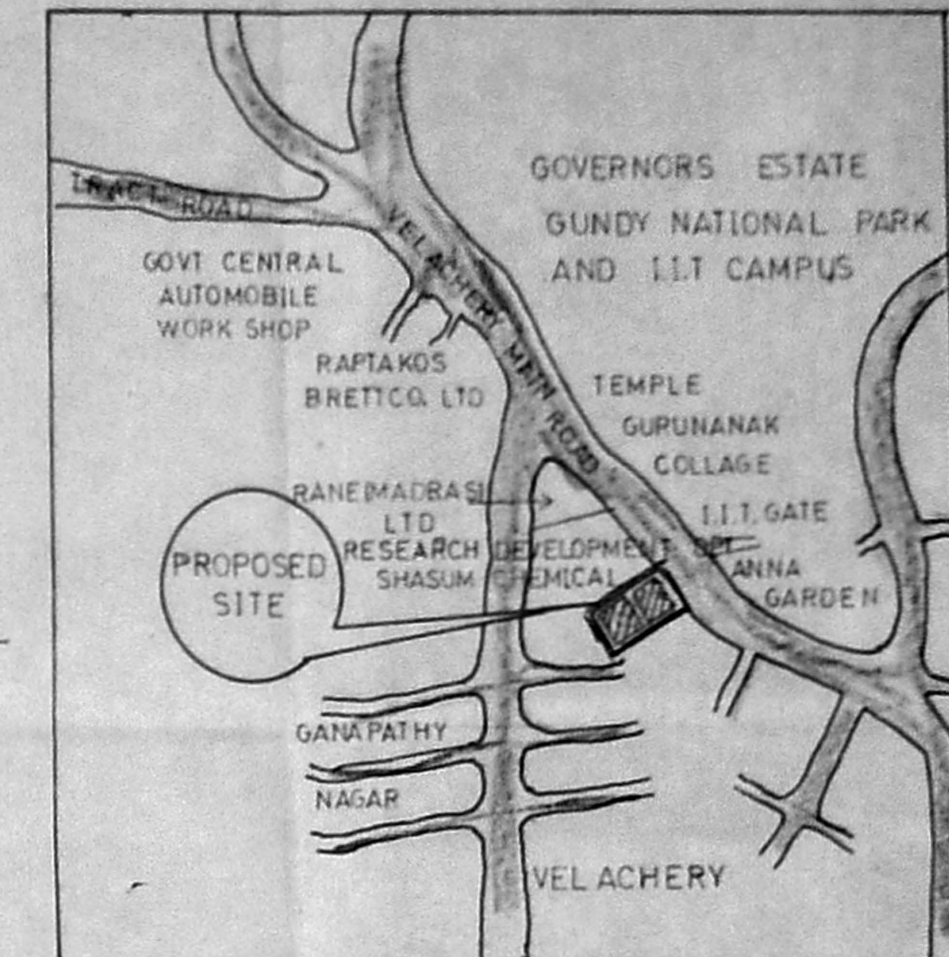 GOVERNORS ESTATE
GUNDY NATIONAL PARK
AND I.I.T CAMPUS
ROAD
VELACHERY MAIN ROAD
GOVT CENTRAL
AUTOMOBILE
WORK SHOP
RAPTAKOS
BRETTCO. LTD
TEMPLE
GURUNANAK
COLLAGE
RANE(MADRAS)
LTD
I.I.T. GATE
RESEARCH DEVELOPMENT
SHASUM CHEMICAL
ANNA
GARDEN
PROPOSED
SITE
GANAPATHY
NAGAR
VELACHERY